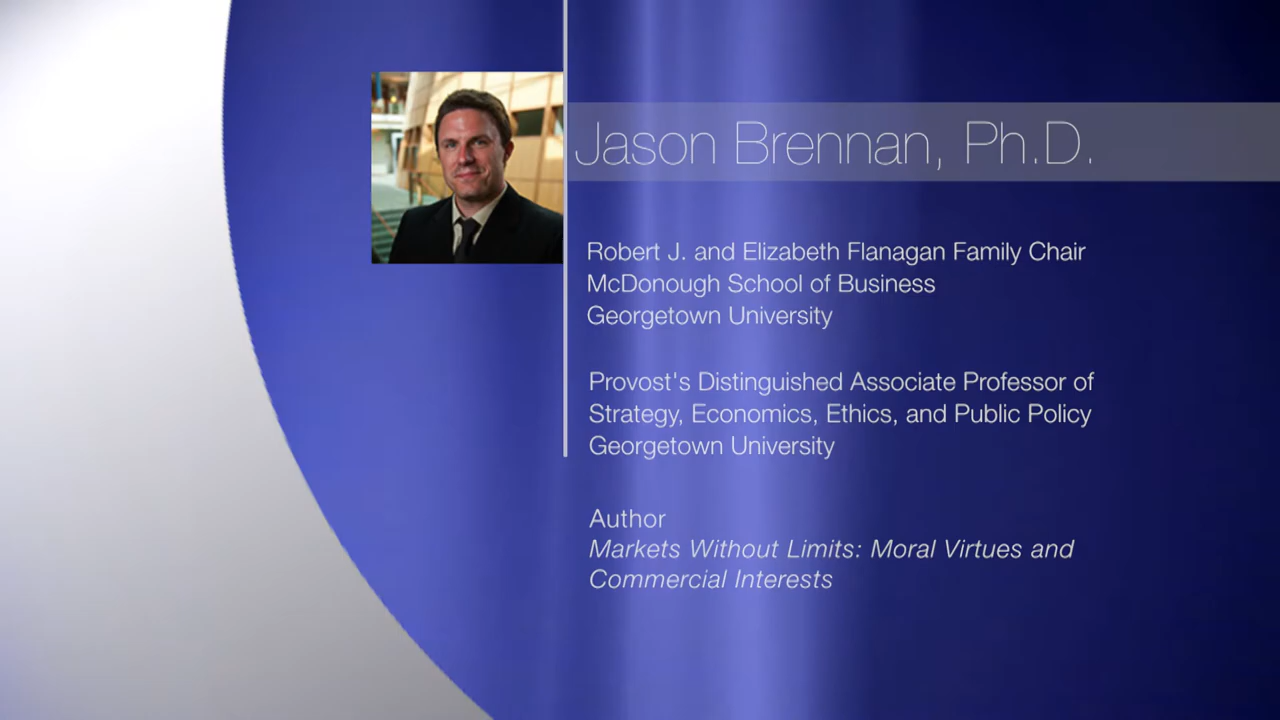 Jason Brennan, Ph.D.
Robert J. and Elizabeth Flanagan Family Chair
McDonough School of Business
Georgetown University
Provost's Distinguished Associate Professor of
Strategy, Economics, Ethics, and Public Policy
Georgetown University
Author
Markets Without Limits: Moral Virtues and
Commercial Interests